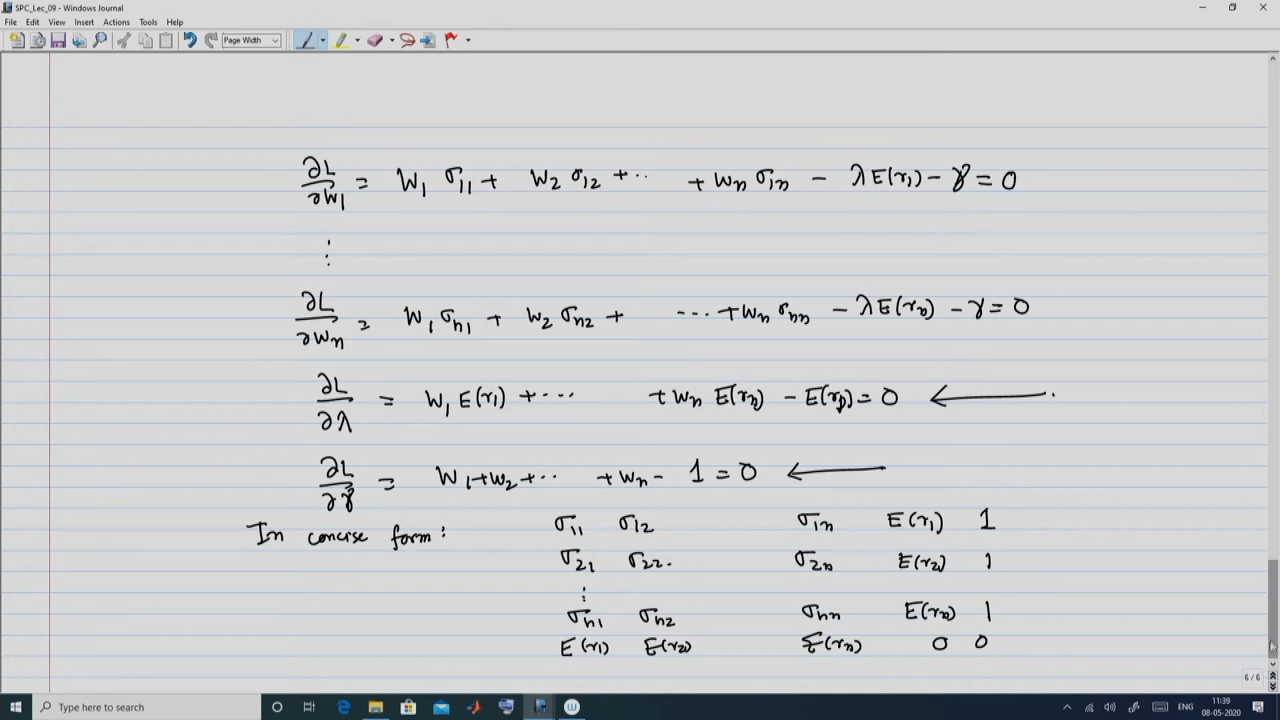 SPC_Lec_09 - Windows Journal
File Edit View Insert Actions Tools Help
Page Width
∂L/∂W₁ = W₁ σ₁₁ + W₂ σ₁₂ + ·· + Wₙ σ₁ₙ − λE(r₁) − γ = 0
⋮
∂L/∂Wₙ = W₁ σₙ₁ + W₂ σₙ₂ + ··· + Wₙ σₙₙ − λE(rₙ) − γ = 0
∂L/∂λ = W₁ E(r₁) + ··· + Wₙ E(rₙ) − E(rₚ) = 0 ←
∂L/∂γ = W₁ + W₂ + ·· + Wₙ − 1 = 0 ←
In concise form :
σ₁₁ σ₁₂ σ₁ₙ E(r₁) 1
σ₂₁ σ₂₂. σ₂ₙ E(r₂) 1
⋮
σₙ₁ σₙ₂ σₙₙ E(rₙ) 1
E(r₁) E(r₂) E(rₙ) 0 0
6 / 6
Type here to search
ENG
11:39
08-05-2020